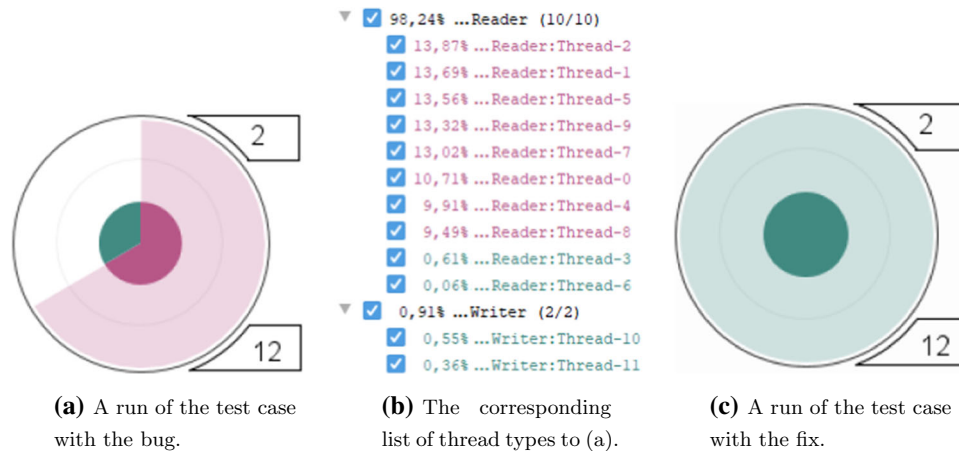 2
12
98,24% ...Reader (10/10)
13,87% ...Reader:Thread-2
13,69% ...Reader:Thread-1
13,56% ...Reader:Thread-5
13,32% ...Reader:Thread-9
13,02% ...Reader:Thread-7
10,71% ...Reader:Thread-0
9,91% ...Reader:Thread-4
9,49% ...Reader:Thread-8
0,61% ...Reader:Thread-3
0,06% ...Reader:Thread-6
0,91% ...Writer (2/2)
0,55% ...Writer:Thread-10
0,36% ...Writer:Thread-11
2
12
(a) A run of the test case
with the bug.
(b) The corresponding
list of thread types to (a).
(c) A run of the test case
with the fix.